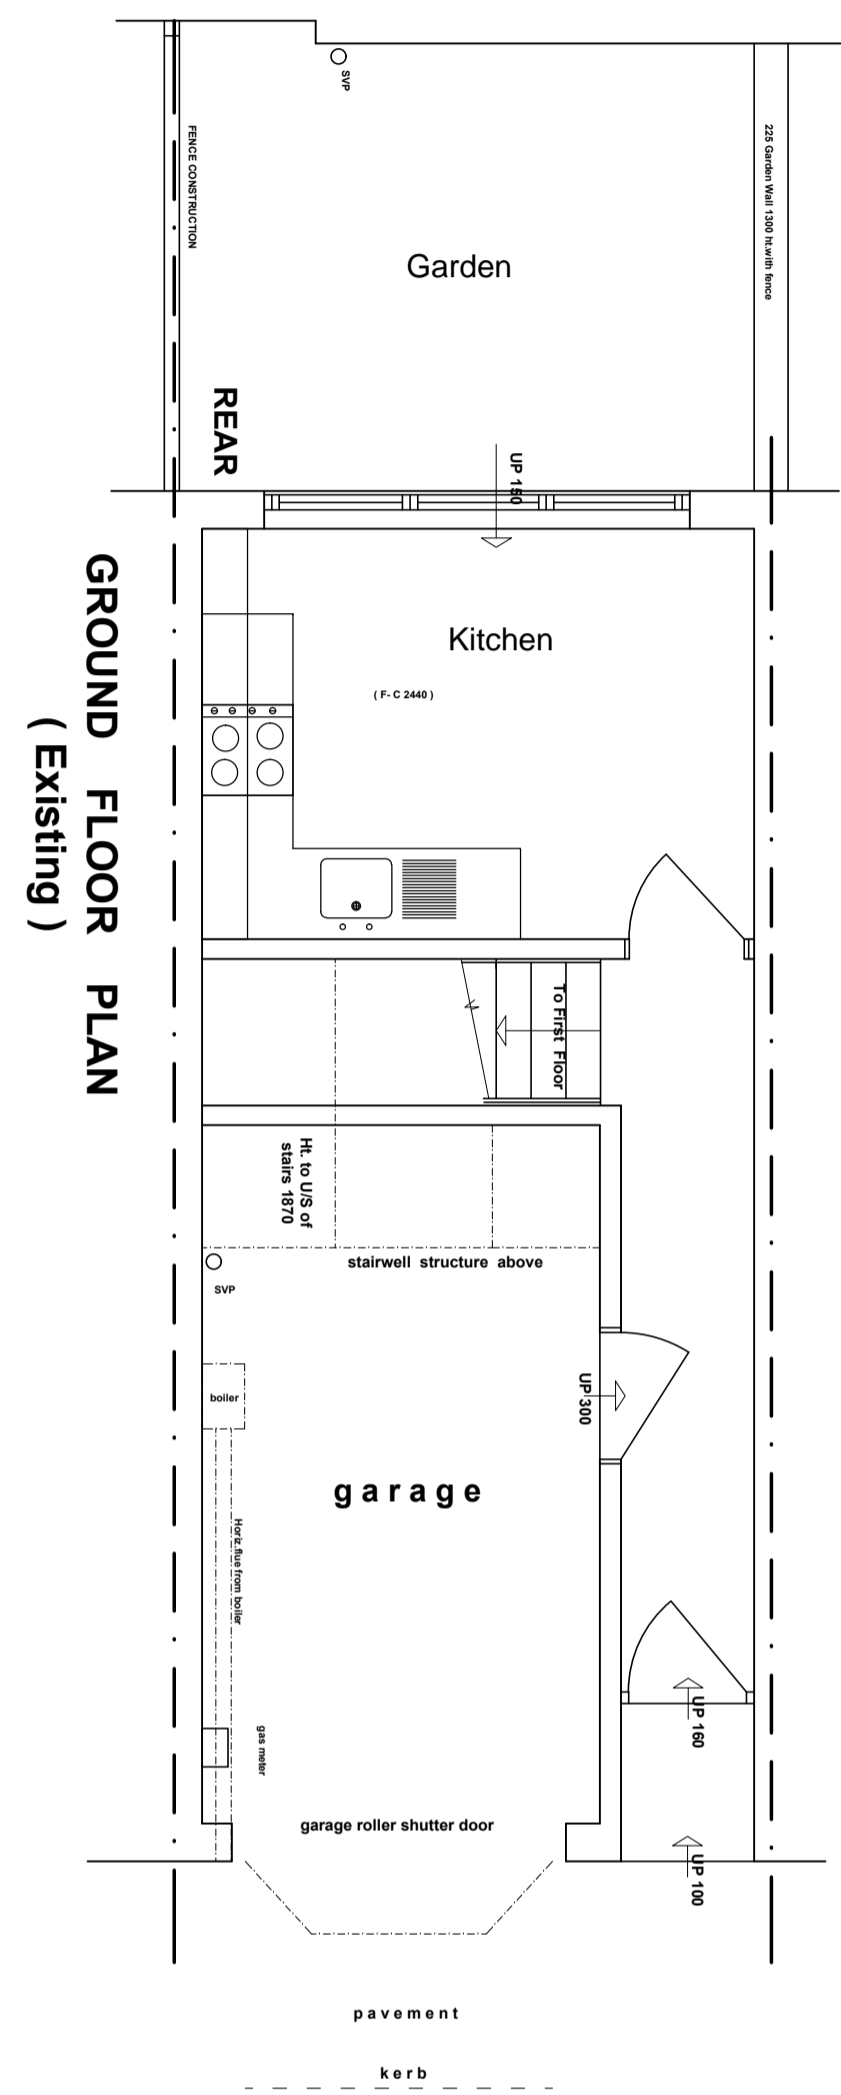 SVP
FENCE CONSTRUCTION
225 Garden Wall 1300 ht.with fence
Garden
REAR
UP 150
GROUND FLOOR PLAN
( Existing )
Kitchen
( F- C 2440 )
To First Floor
Ht. to U/S of
stairs 1870
stairwell structure above
SVP
boiler
UP 300
garage
Horiz.flue from boiler
UP 160
gas meter
garage roller shutter door
UP 100
pavement
kerb